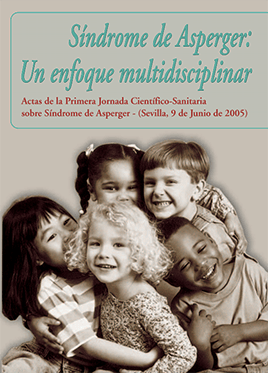 Síndrome de Asperger:
Un enfoque multidisciplinar
Actas de la Primera Jornada Científico-Sanitaria
sobre Síndrome de Asperger - (Sevilla, 9 de Junio de 2005)